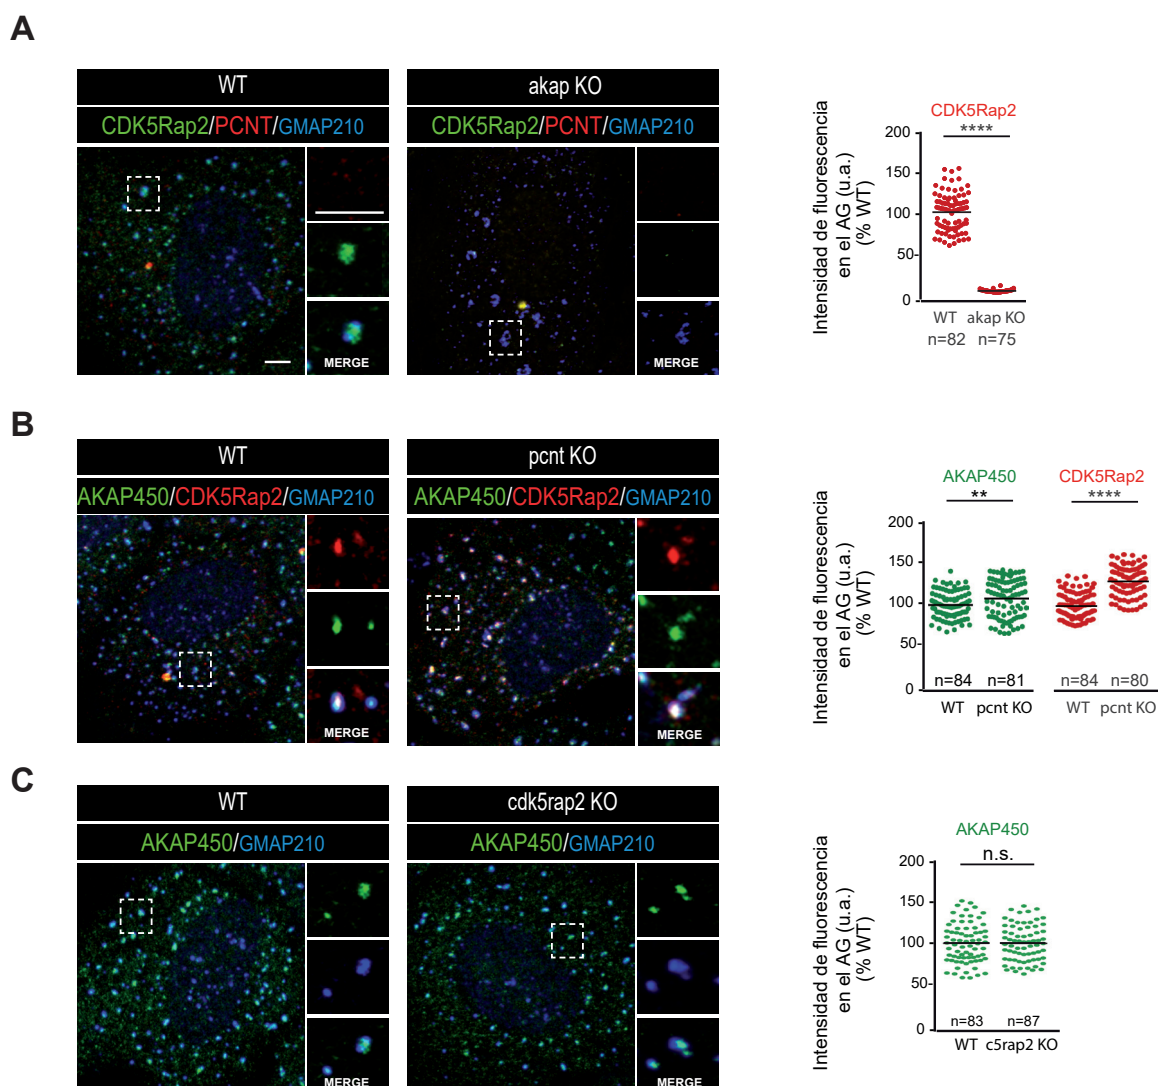 A
WT
akap KO
CDK5Rap2/PCNT/GMAP210
CDK5Rap2/PCNT/GMAP210
MERGE
MERGE
CDK5Rap2
****
Intensidad de fluorescencia
en el AG (u.a.)
(% WT)
200
150
100
50
0
WT akap KO
n=82 n=75
B
WT
pcnt KO
AKAP450/CDK5Rap2/GMAP210
AKAP450/CDK5Rap2/GMAP210
MERGE
MERGE
AKAP450
CDK5Rap2
**
****
Intensidad de fluorescencia
en el AG (u.a.)
(% WT)
200
150
100
50
0
n=84 n=81
n=84 n=80
WT pcnt KO
WT pcnt KO
C
WT
cdk5rap2 KO
AKAP450/GMAP210
AKAP450/GMAP210
MERGE
MERGE
AKAP450
n.s.
Intensidad de fluorescencia
en el AG (u.a.)
(% WT)
200
150
100
50
0
n=83 n=87
WT c5rap2 KO